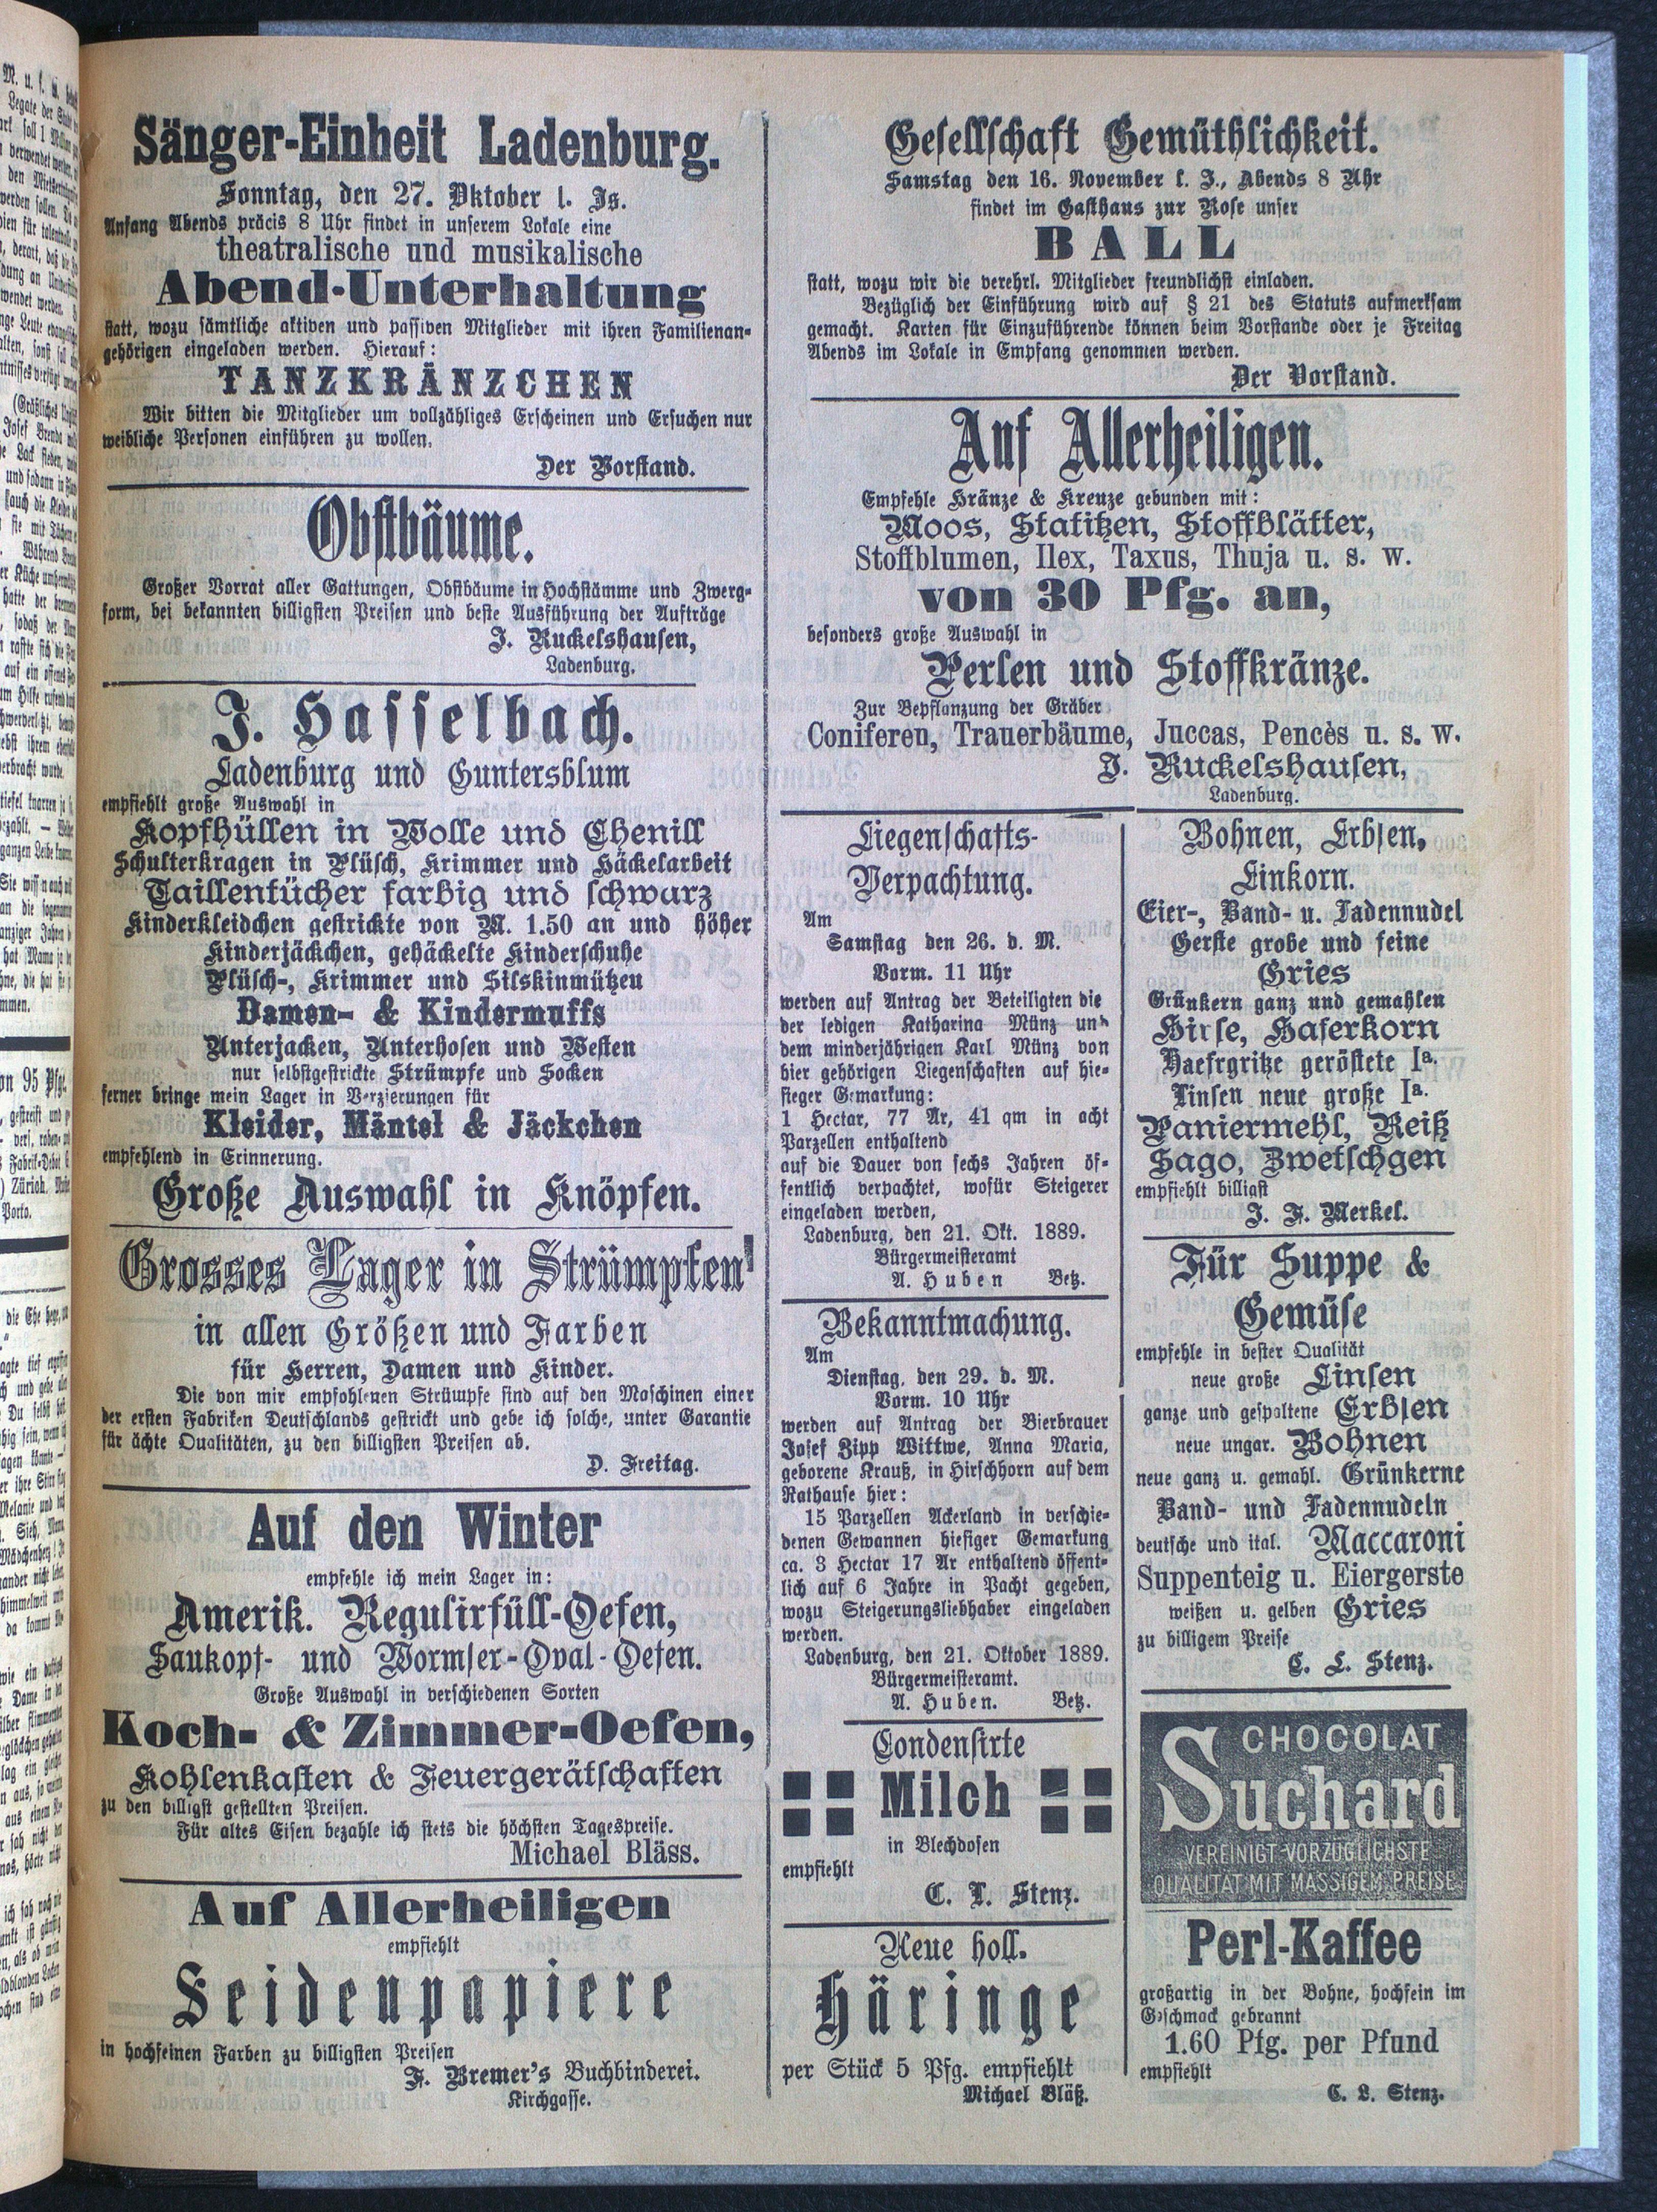 Sänger-Einheit Ladenburg.
Sonntag, den 27. Oktober l. Js.
Anfang Abends präcis 8 Uhr findet in unserem Lokale eine
theatralische und musikalische
Abend-Unterhaltung
statt, wozu sämtliche aktiven und passiven Mitglieder mit ihren Familienan-
gehörigen eingeladen werden. Hierauf:
TANZKRÄNZCHEN
Wir bitten die Mitglieder um vollzähliges Erscheinen und Ersuchen nur
weibliche Personen einführen zu wollen.
Der Vorstand.
Obstbäume.
Großer Vorrat aller Gattungen, Obstbäume in Hochstämme und Zwerg-
form, bei bekannten billigsten Preisen und beste Ausführung der Aufträge
J. Ruckelshausen,
Ladenburg.
J. Hasselbach.
Ladenburg und Guntersblum
empfiehlt große Auswahl in
Kopfhüllen in Wolle und Chenill
Schulterkragen in Plüsch, Krimmer und Häckelarbeit
Taillentücher farbig und schwarz
Kinderkleidchen gestrickte von M. 1.50 an und höher
Kinderjäckchen, gehäckelte Kinderschuhe
Plüsch-, Krimmer und Silskinmützen
Damen- & Kindermuffs
Unterjacken, Unterhosen und Westen
nur selbstgestrickte Strümpfe und Socken
ferner bringe mein Lager in Verzierungen für
Kleider, Mäntel & Jäckchen
empfehlend in Erinnerung.
Große Auswahl in Knöpfen.
Grosses Lager in Strümpfen!
in allen Größen und Farben
für Herren, Damen und Kinder.
Die von mir empfohlenen Strümpfe sind auf den Maschinen einer
der ersten Fabriken Deutschlands gestrickt und gebe ich solche, unter Garantie
für ächte Qualitäten, zu den billigsten Preisen ab.
D. Freitag.
Auf den Winter
empfehle ich mein Lager in:
Amerik. Regulirfüll-Oefen,
Saukopf- und Wormser-Oval-Oefen.
Große Auswahl in verschiedenen Sorten
Koch- & Zimmer-Oefen,
Kohlenkasten & Feuergerätschaften
zu den billigst gestellten Preisen.
Für altes Eisen bezahle ich stets die höchsten Tagespreise.
Michael Bläss.
Auf Allerheiligen
empfiehlt
Seidenpapiere
in hochfeinen Farben zu billigsten Preisen
F. Bremer's Buchbinderei.
Kirchgasse.
Gesellschaft Gemüthlichkeit.
Samstag den 16. November l. J., Abends 8 Uhr
findet im Gasthaus zur Rose unser
BALL
statt, wozu wir die verehrl. Mitglieder freundlichst einladen.
Bezüglich der Einführung wird auf § 21 des Statuts aufmerksam
gemacht. Karten für Einzuführende können beim Vorstande oder je Freitag
Abends im Lokale in Empfang genommen werden.
Der Vorstand.
Auf Allerheiligen.
Empfehle Kränze & Kreuze gebunden mit:
Moos, Statitzen, Stoffblätter,
Stoffblumen, Ilex, Taxus, Thuja u. s. w.
von 30 Pfg. an,
besonders große Auswahl in
Perlen und Stoffkränze.
Zur Bepflanzung der Gräber
Coniferen, Trauerbäume, Juccas, Pencès u. s. w.
J. Ruckelshausen,
Ladenburg.
Liegenschafts-
Verpachtung.
Am
Samstag den 26. d. M.
Vorm. 11 Uhr
werden auf Antrag der Beteiligten die
der ledigen Katharina Münz und
dem minderjährigen Karl Münz von
hier gehörigen Liegenschaften auf hie-
siger Gemarkung:
1 Hectar, 77 Ar, 41 qm in acht
Parzellen enthaltend
auf die Dauer von sechs Jahren öf-
fentlich verpachtet, wofür Steigerer
eingeladen werden,
Ladenburg, den 21. Okt. 1889.
Bürgermeisteramt
A. Huben Betz.
Bekanntmachung.
Am
Dienstag, den 29. d. M.
Vorm. 10 Uhr
werden auf Antrag der Bierbrauer
Josef Zipp Wittwe, Anna Maria,
geborene Krauß, in Hirschhorn auf dem
Rathause hier:
15 Parzellen Ackerland in verschie-
denen Gewannen hiesiger Gemarkung
ca. 3 Hectar 17 Ar enthaltend öffent-
lich auf 6 Jahre in Pacht gegeben,
wozu Steigerungsliebhaber eingeladen
werden.
Ladenburg, den 21. Oktober 1889.
Bürgermeisteramt.
A. Huben. Betz.
Condensirte
Milch
in Blechdosen
empfiehlt
C. L. Stenz.
Neue holl.
Häringe
per Stück 5 Pfg. empfiehlt
Michael Bläß.
Bohnen, Erbsen,
Einkorn.
Eier-, Band- u. Fadennudel
Gerste grobe und feine
Gries
Grünkern ganz und gemahlen
Hirse, Haferkorn
Haefrgritze geröstete Ia.
Linsen neue große Ia.
Paniermehl, Reiß
Sago, Zwetschgen
empfiehlt billigst
J. F. Merkel.
Für Suppe &
Gemüse
empfehle in bester Qualität
neue große Linsen
ganze und gespaltene Erbsen
neue ungar. Bohnen
neue ganz u. gemahl. Grünkerne
Band- und Fadennudeln
deutsche und ital. Maccaroni
Suppenteig u. Eiergerste
weißen u. gelben Gries
zu billigem Preise
C. L. Stenz.
CHOCOLAT
Suchard
VEREINIGT VORZÜGLICHSTE
QUALITÄT MIT MÄSSIGEM PREISE
Perl-Kaffee
großartig in der Bohne, hochfein im
Geschmack gebrannt
1.60 Pfg. per Pfund
empfiehlt
C. L. Stenz.